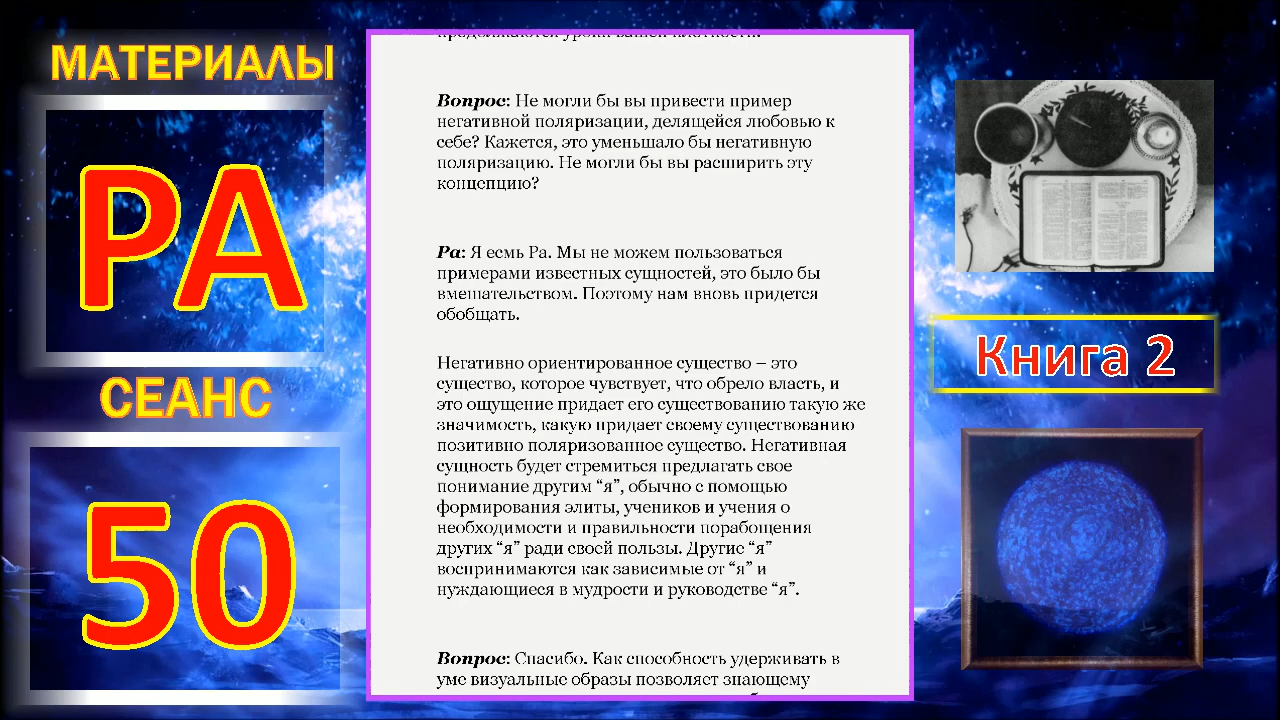 МАТЕРИАЛЫ
РА
СЕАНС
50
Вопрос: Не могли бы вы привести пример
негативной поляризации, делящейся любовью к
себе? Кажется, это уменьшало бы негативную
поляризацию. Не могли бы вы расширить эту
концепцию?
Ра: Я есмь Ра. Мы не можем пользоваться
примерами известных сущностей, это было бы
вмешательством. Поэтому нам вновь придется
обобщать.
Негативно ориентированное существо – это
существо, которое чувствует, что обрело власть, и
это ощущение придает его существованию такую же
значимость, какую придает своему существованию
позитивно поляризованное существо. Негативная
сущность будет стремиться предлагать свое
понимание другим “я”, обычно с помощью
формирования элиты, учеников и учения о
необходимости и правильности порабощения
других “я” ради своей пользы. Другие “я”
воспринимаются как зависимые от “я” и
нуждающиеся в мудрости и руководстве “я”.
Вопрос: Спасибо. Как способность удерживать в
уме визуальные образы позволяет знающему
Книга 2